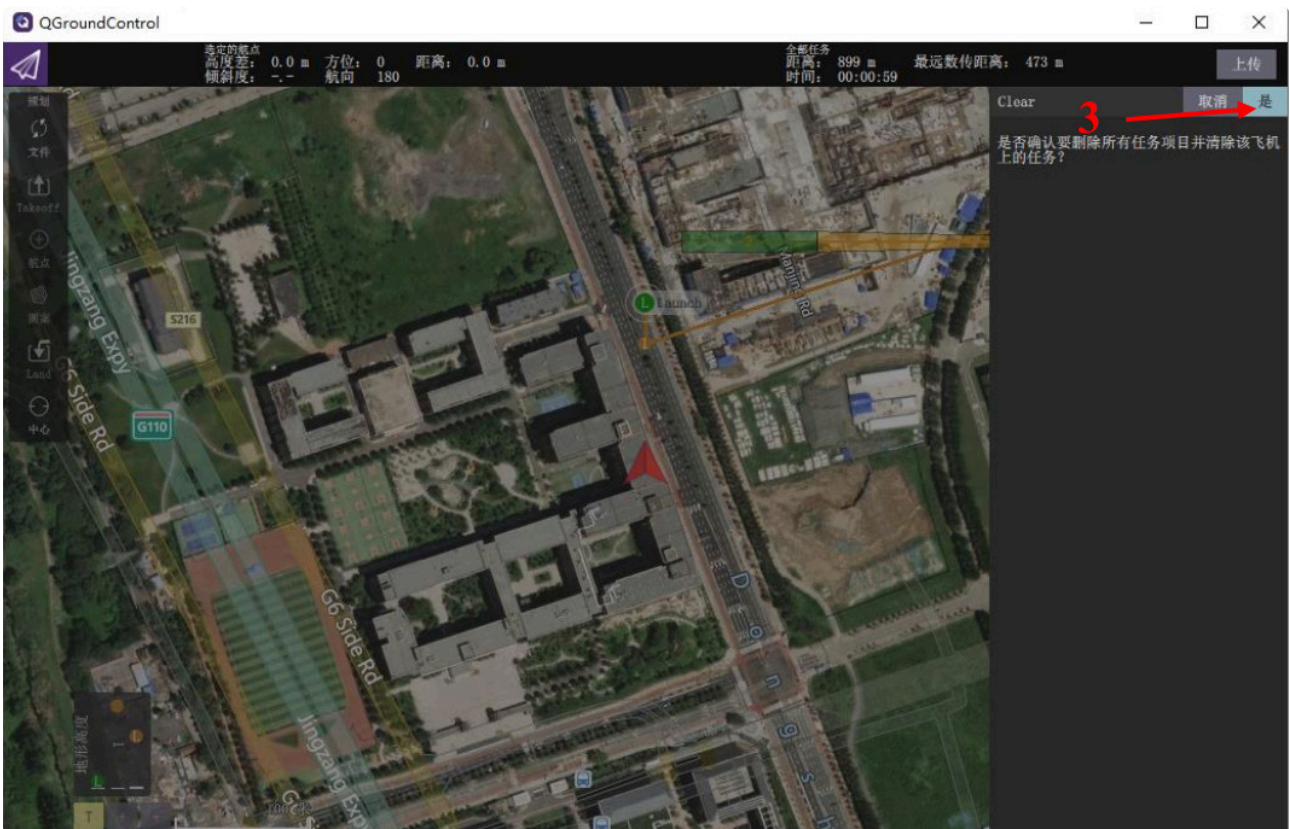 QGroundControl
选定的航点
高度差： 0.0 m 方位： 0 距离： 0.0 m
倾斜度： -.- 航向 180
全部任务
距离： 899 m 最远数传距离： 473 m
时间： 00:00:59
上传
规划
文件
Takeoff
航点
测案
Land
中心
Clear
取消
是
3
是否确认要删除所有任务项目并清除该飞机
上的任务?
L
Launch
Manjing Rd
S216
Jingzang Expy
G6 Side Rd
G110
G6 Side Rd
Jingzang Expy
Dongsh
地形高度
L
T